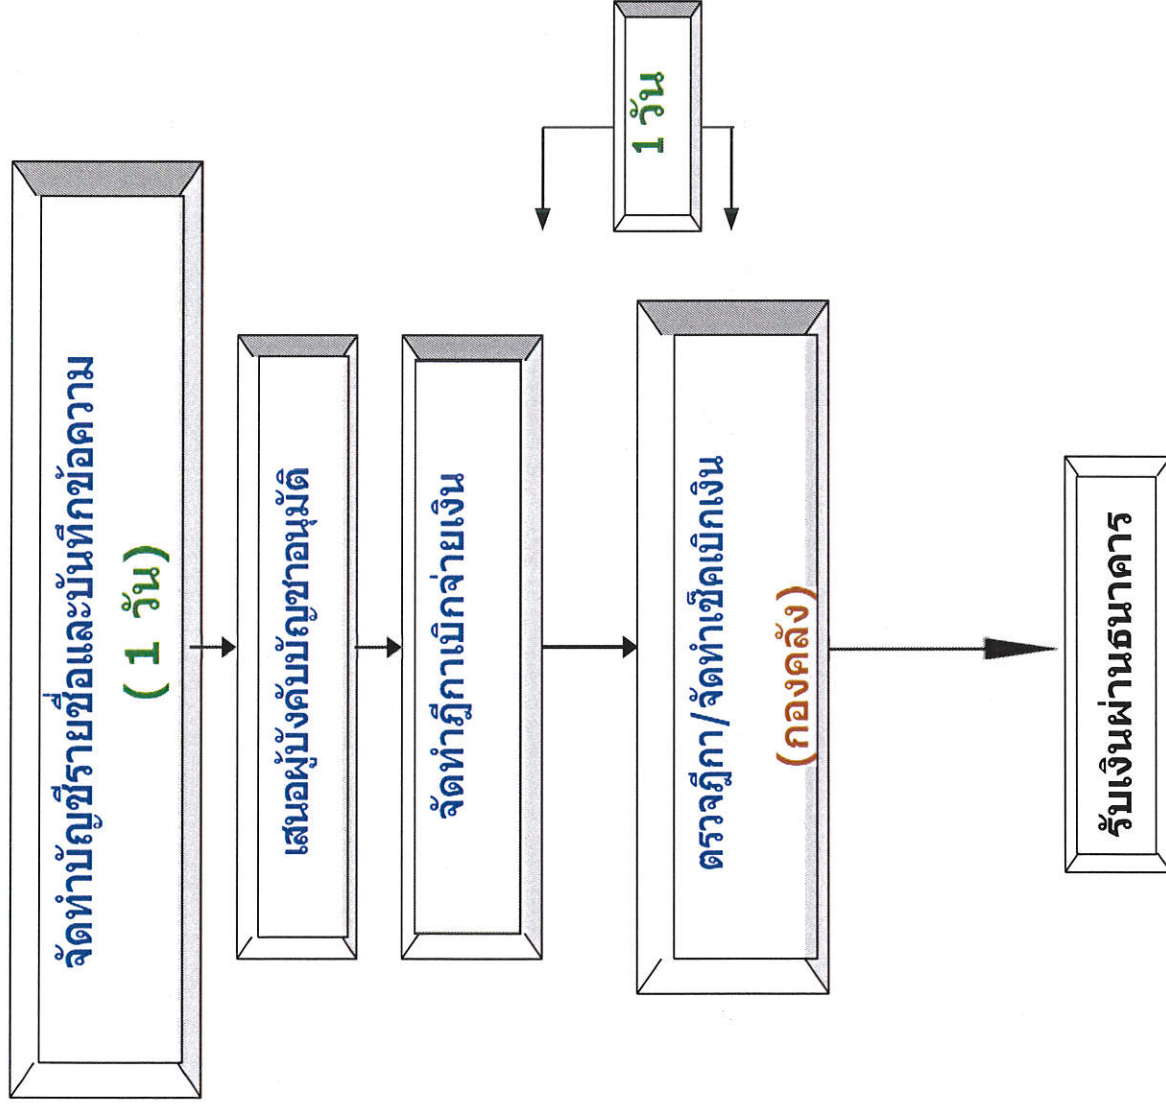 จัดทำบัญชีรายชื่อและบันทึกข้อความ
( 1 วัน)
เสนอผู้บังคับบัญชาอนุมัติ
จัดทำฎีกาเบิกจ่ายเงิน
1 วัน
ตรวจฎีกา/จัดทำเช็คเบิกเงิน
(กองคลัง)
รับเงินผ่านธนาคาร